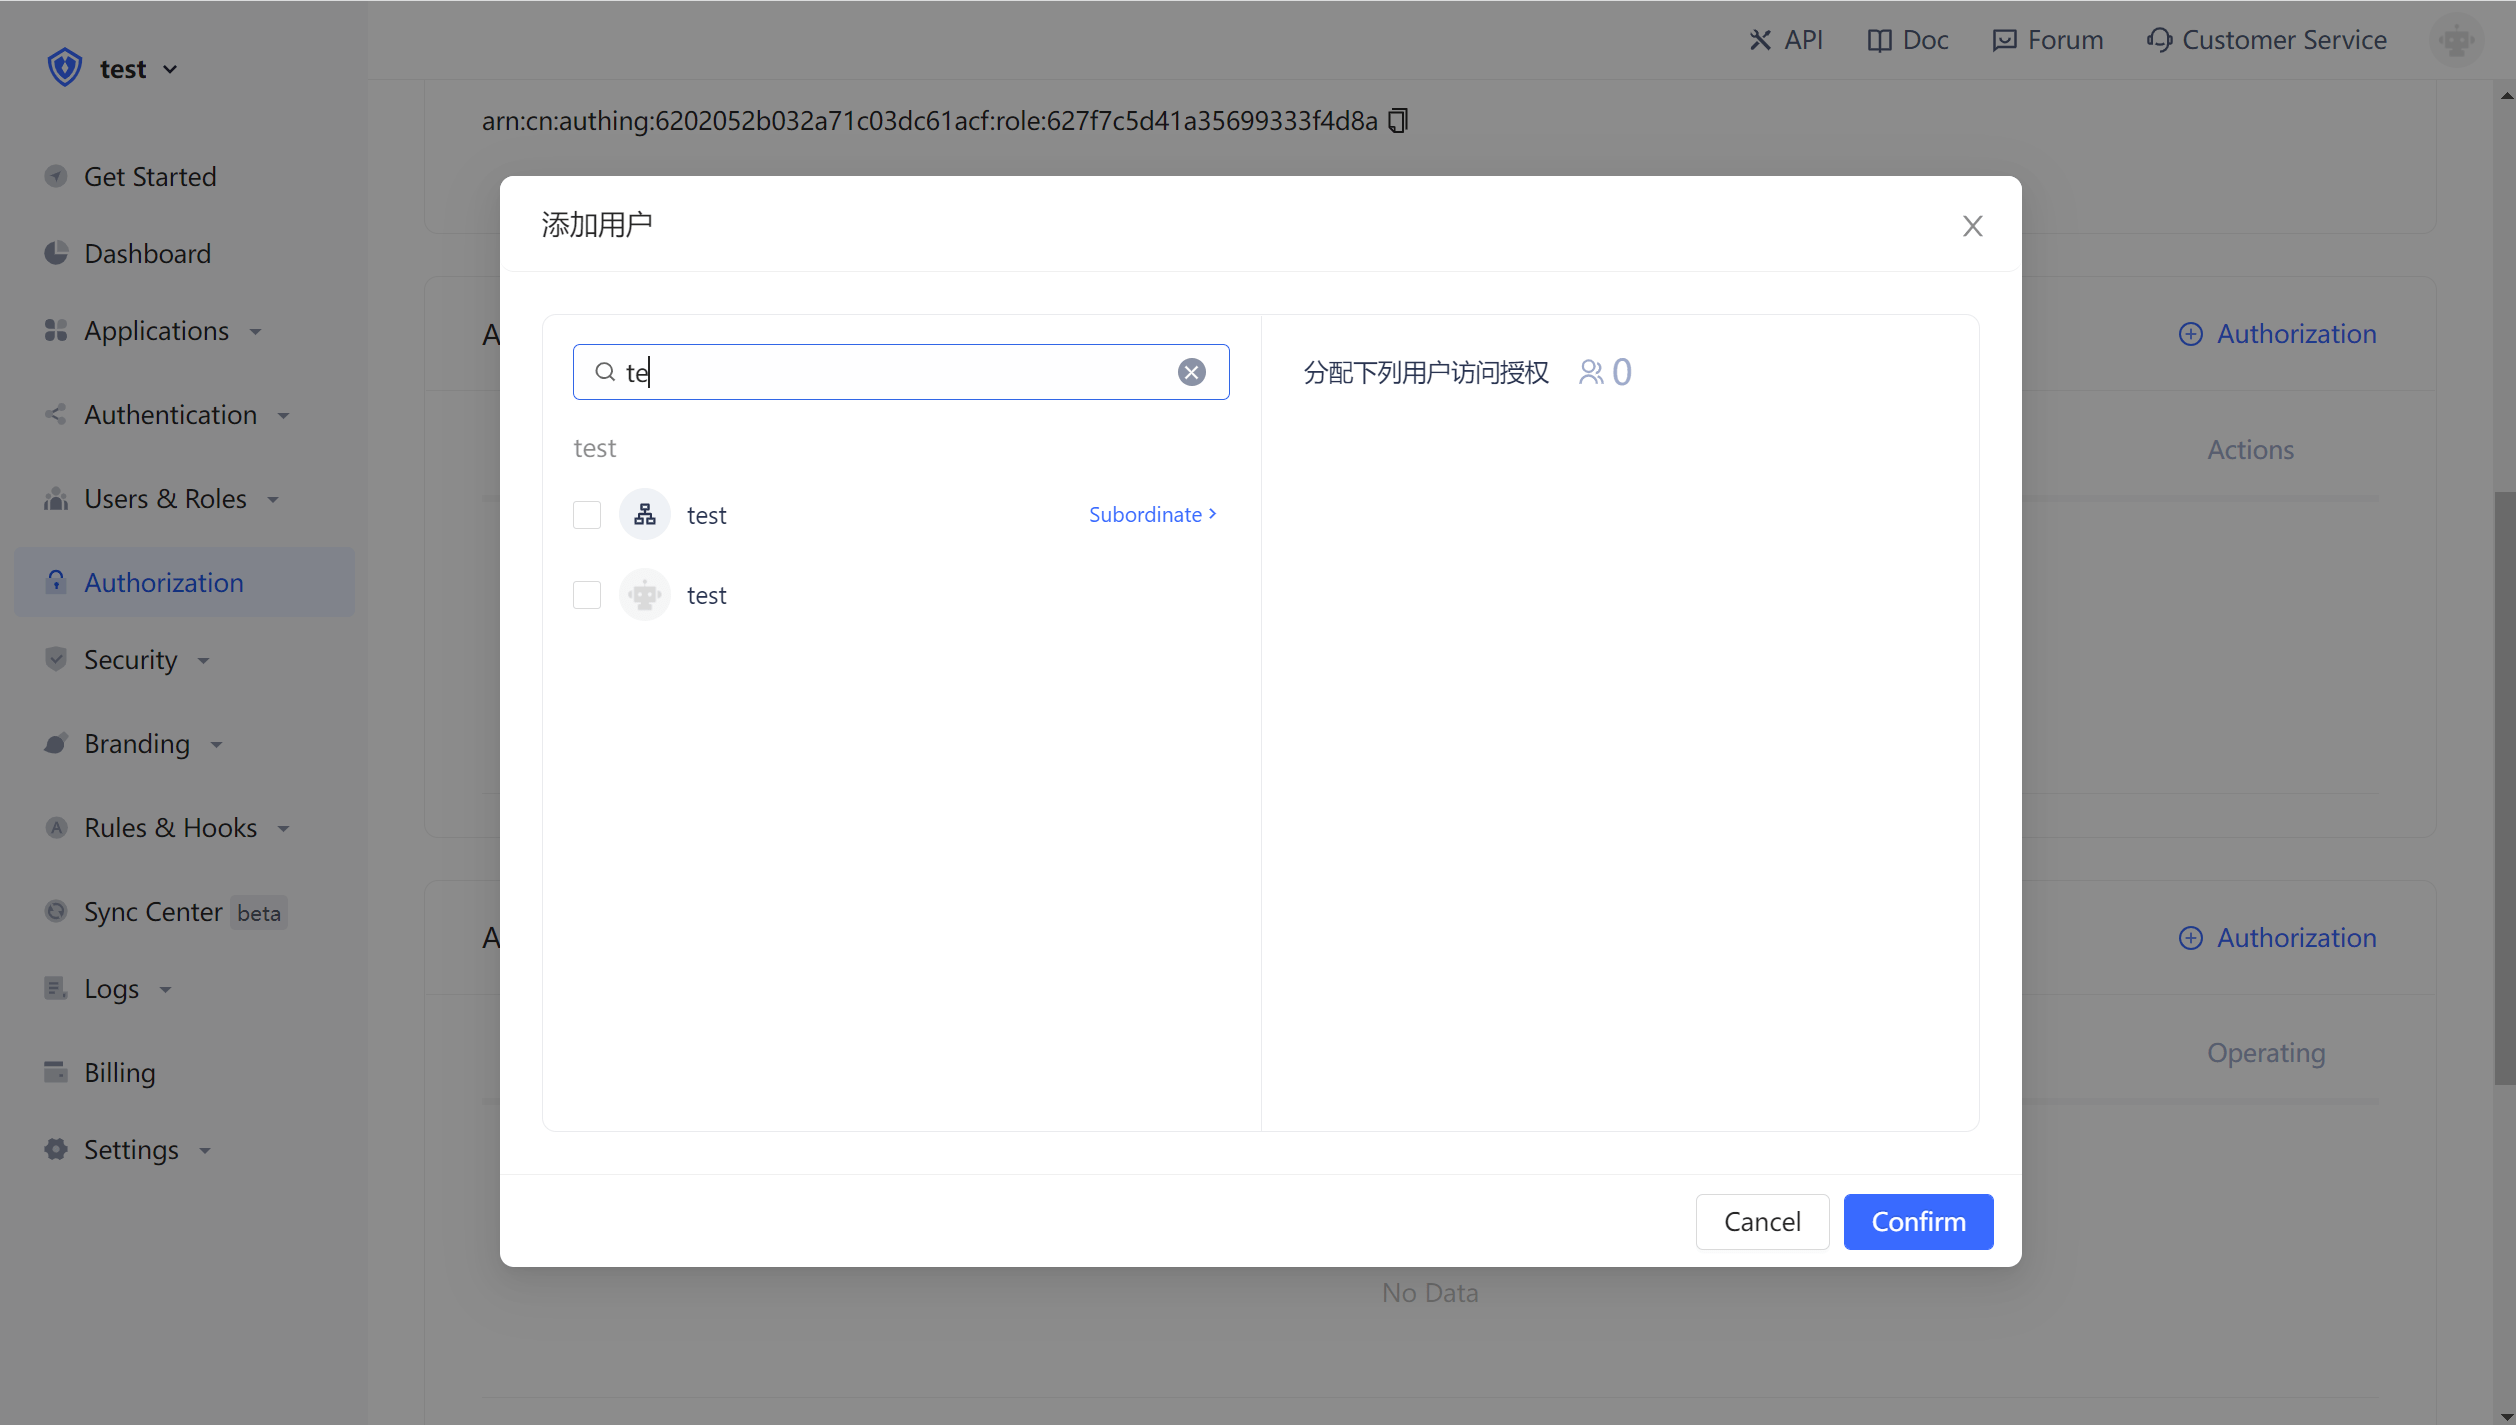 test
API
Doc
Forum
Customer Service
Get Started
Dashboard
Applications
Authentication
Users & Roles
Authorization
Security
Branding
Rules & Hooks
Sync Center beta
Logs
Billing
Settings
arn:cn:authing:6202052b032a71c03dc61acf:role:627f7c5d41a35699333f4d8a
添加用户
te
test
test
Subordinate
test
分配下列用户访问授权 0
Cancel
Confirm
A
Authorization
Actions
A
Authorization
Operating
No Data